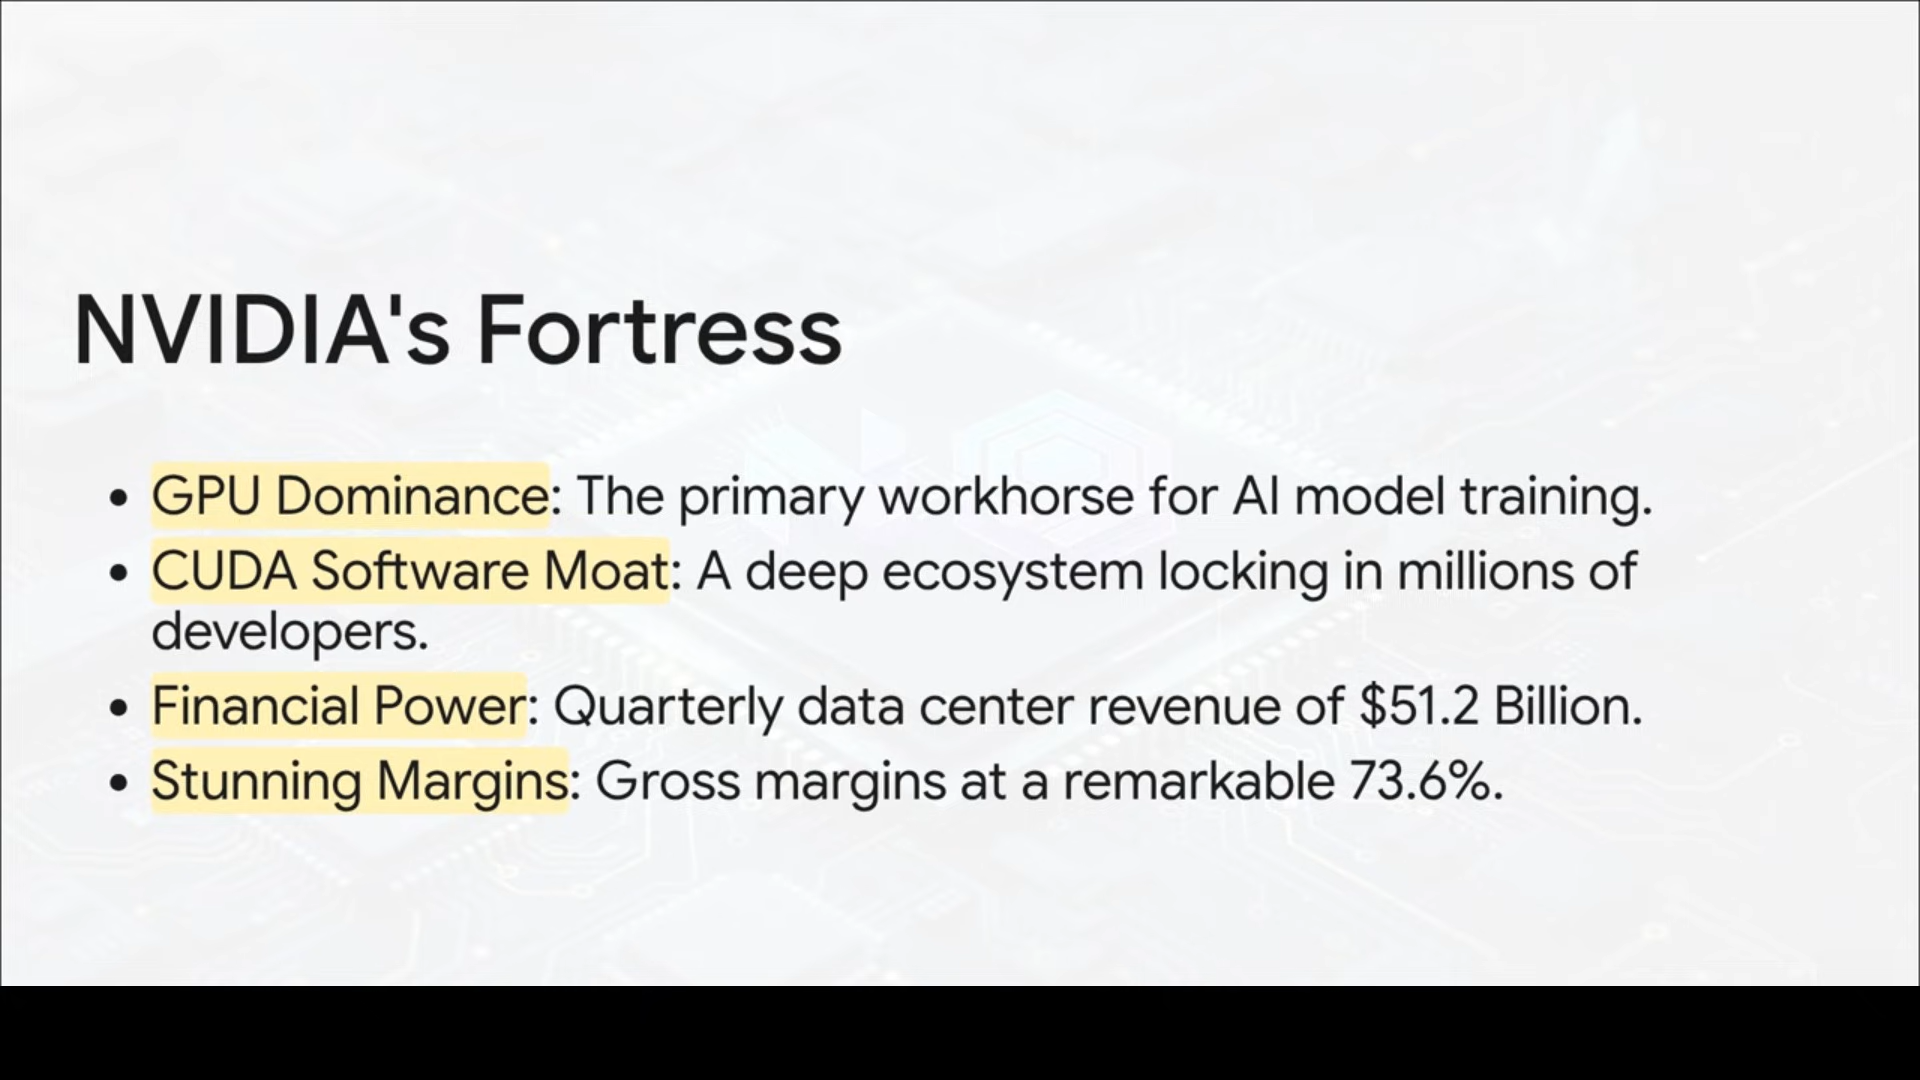 NVIDIA's Fortress
• GPU Dominance: The primary workhorse for AI model training.
• CUDA Software Moat: A deep ecosystem locking in millions of
developers.
• Financial Power: Quarterly data center revenue of $51.2 Billion.
• Stunning Margins: Gross margins at a remarkable 73.6%.